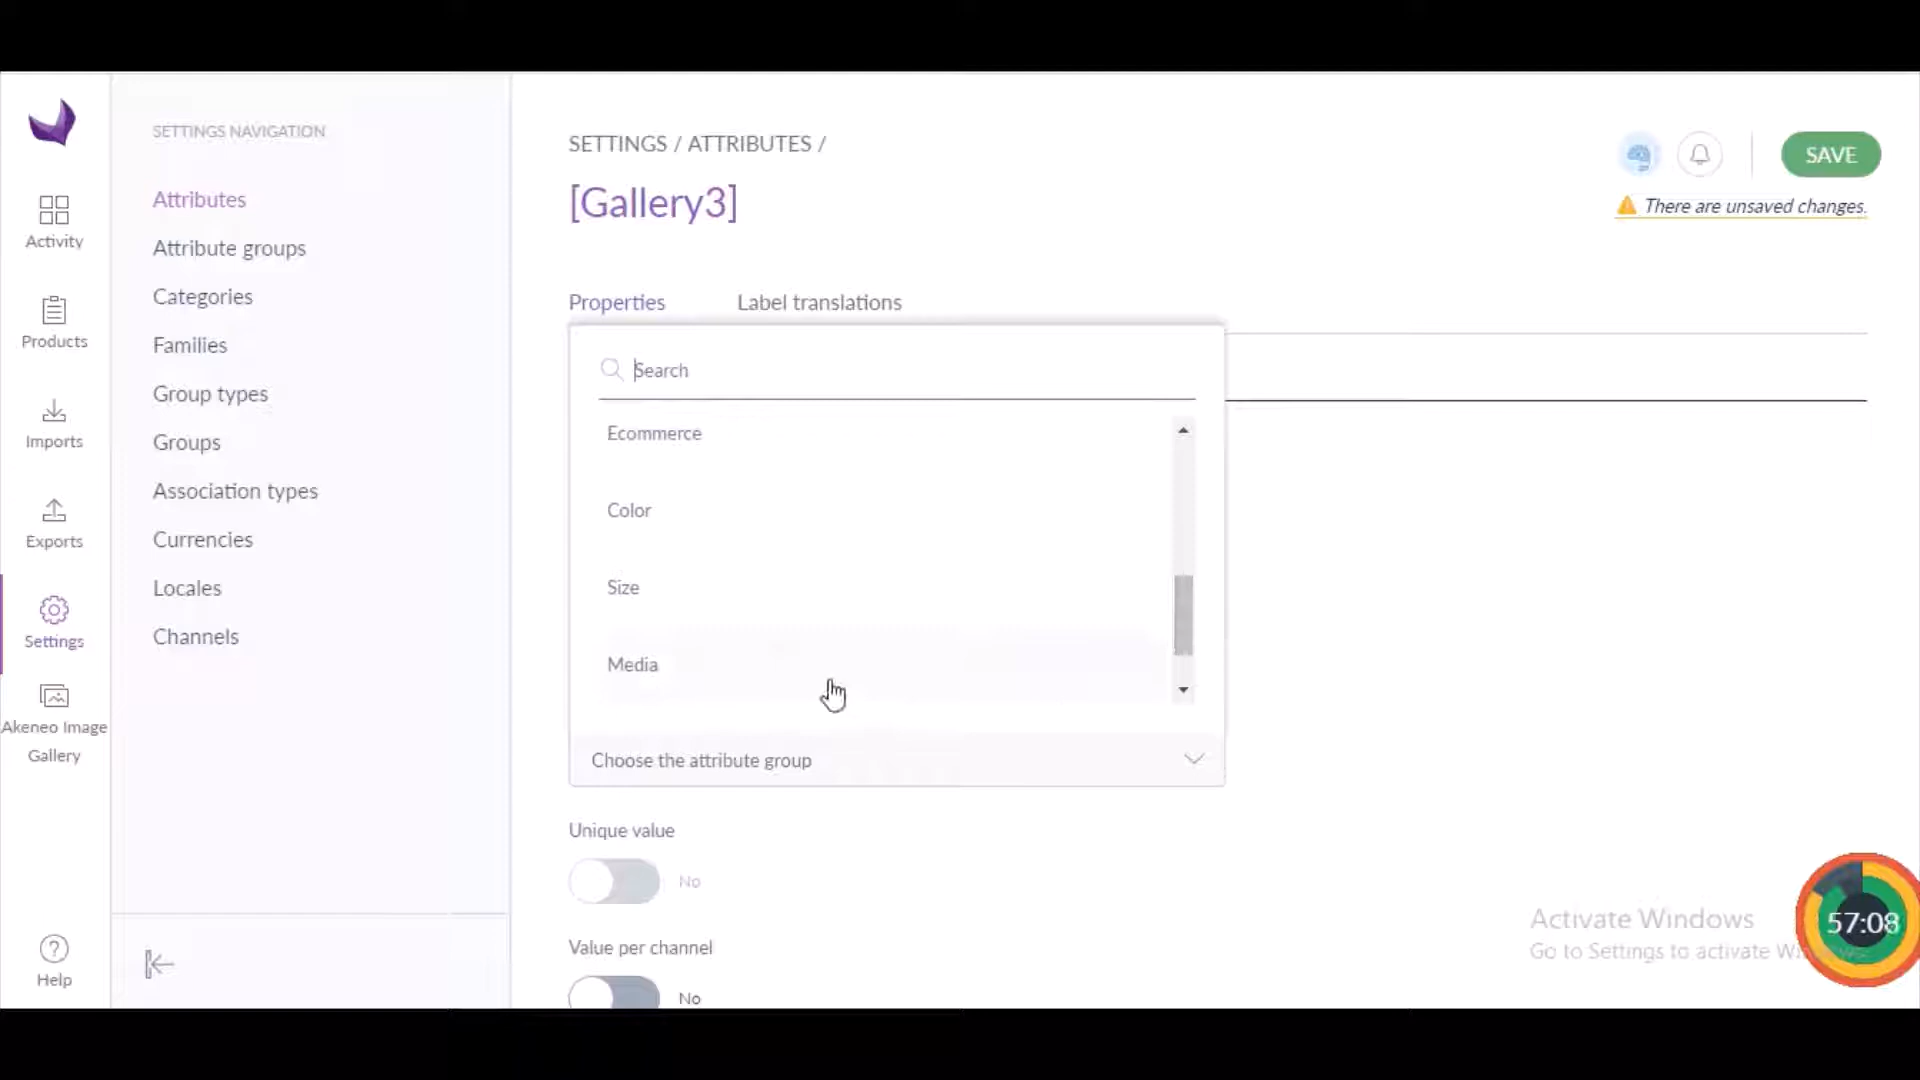 SETTINGS NAVIGATION
Attributes
Attribute groups
Categories
Families
Group types
Groups
Association types
Currencies
Locales
Channels
Activity
Products
Imports
Exports
Settings
Akeneo Image
Gallery
Help
SETTINGS / ATTRIBUTES /
[Gallery3]
SAVE
There are unsaved changes.
Properties
Label translations
Search
Ecommerce
Color
Size
Media
Choose the attribute group
Unique value
No
Value per channel
No
Activate Windows
Go to Settings to activate
57:08